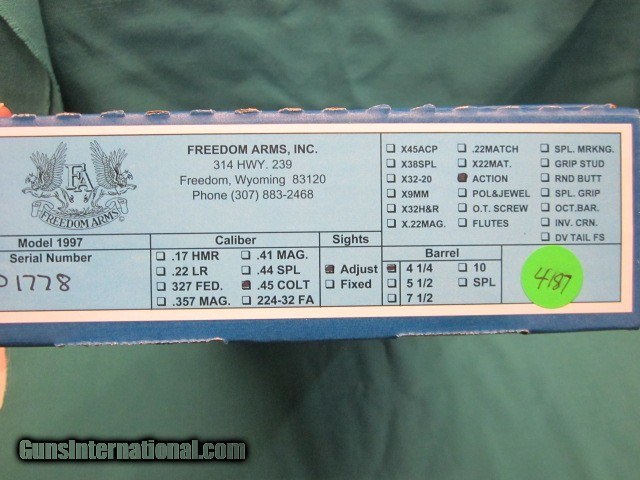 FREEDOM ARMS, INC.
314 HWY. 239
Freedom, Wyoming 83120
Phone (307) 883-2468
FA
FREEDOM ARMS
Model 1997
Serial Number
1778
Caliber
.17 HMR
.41 MAG.
.22 LR
.44 SPL
327 FED.
.45 COLT
.357 MAG.
224-32 FA
Sights
Adjust
Fixed
X45ACP
.22MATCH
SPL. MRKNG.
X38SPL
X22MAT.
GRIP STUD
X32-20
ACTION
RND BUTT
X9MM
POL&JEWEL
SPL. GRIP
X32H&R
O.T. SCREW
OCT.BAR.
X.22MAG.
FLUTES
INV. CRN.
DV TAIL FS
Barrel
4 1/4
10
5 1/2
SPL
7 1/2
4187
GunsInternational.com